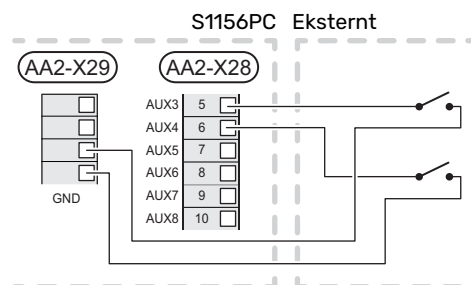 S1156PC Eksternt
AA2-X29
AA2-X28
AUX3 5
AUX4 6
AUX5 7
AUX6 8
AUX7 9
AUX8 10
GND